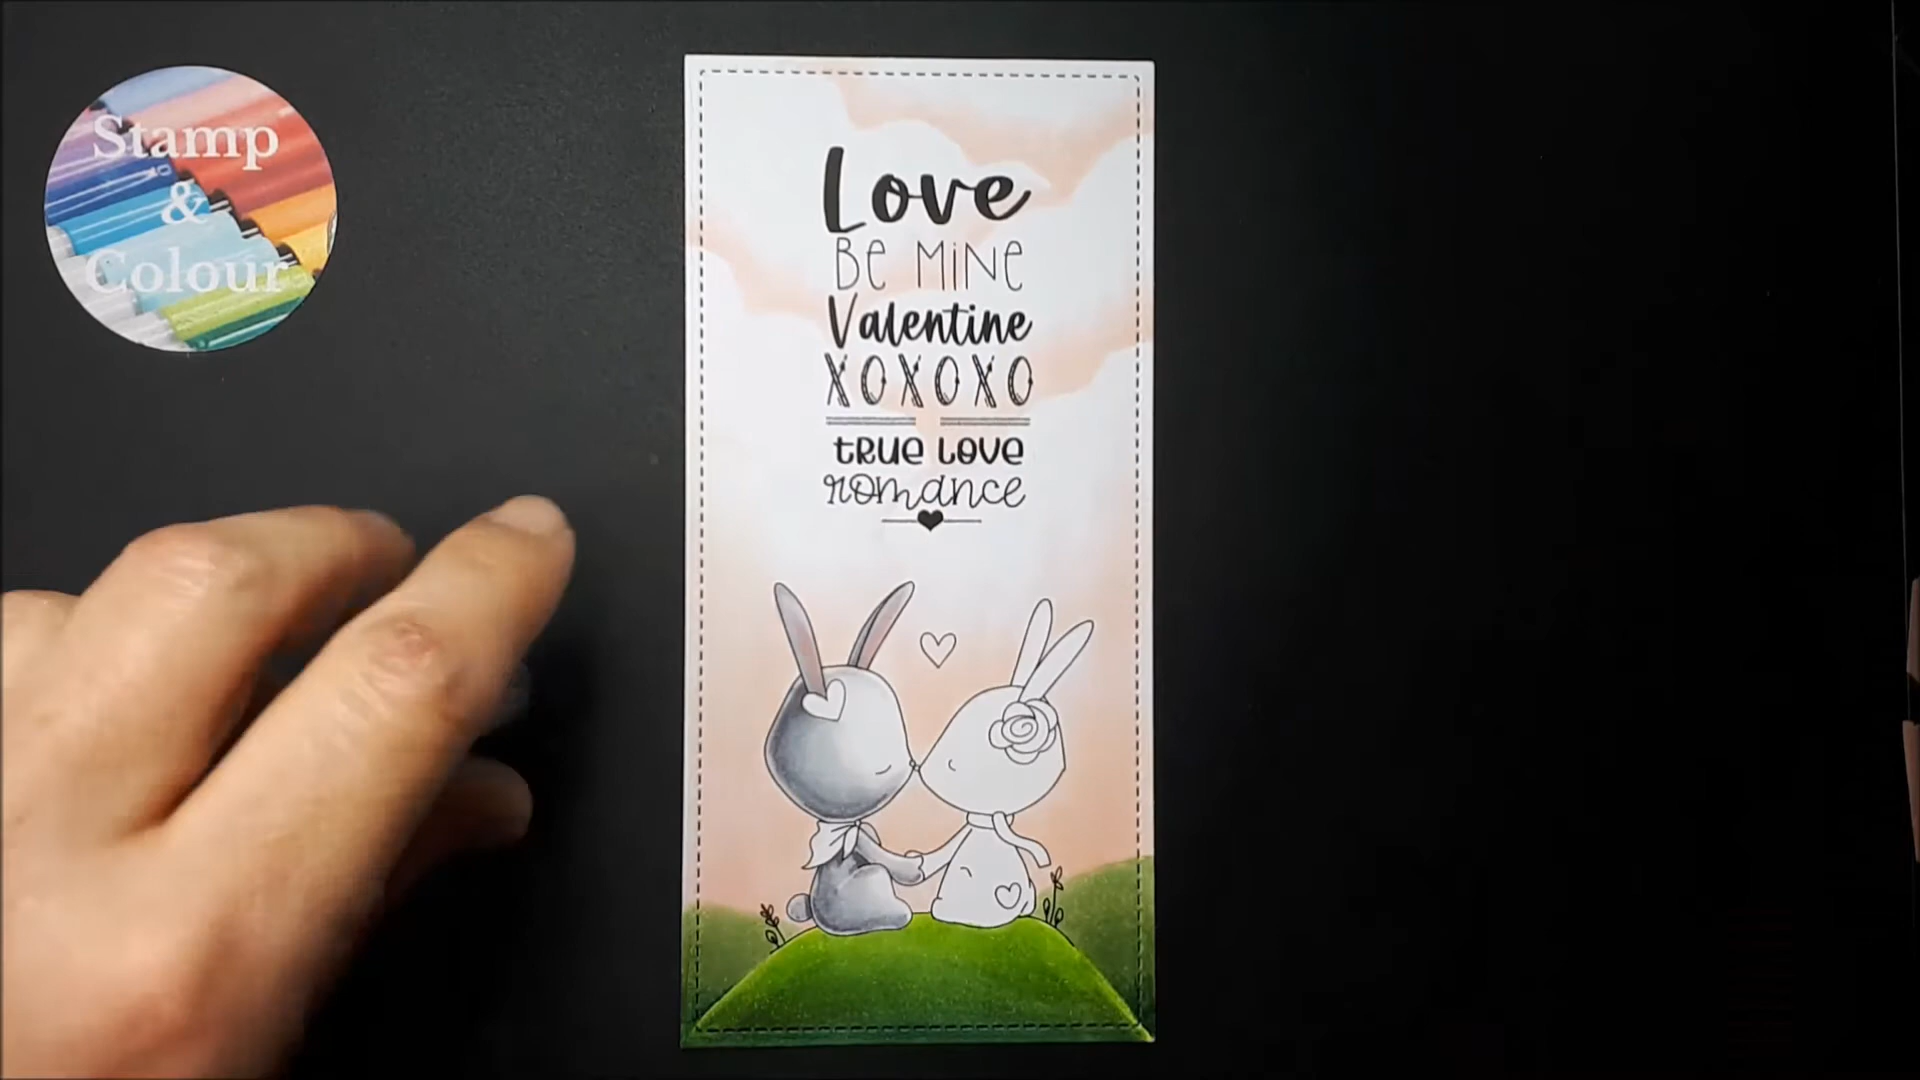 Stamp
&
Colour
Love
Be MiNe
Valentine
XOXOXO
tRUe LOVe
romance